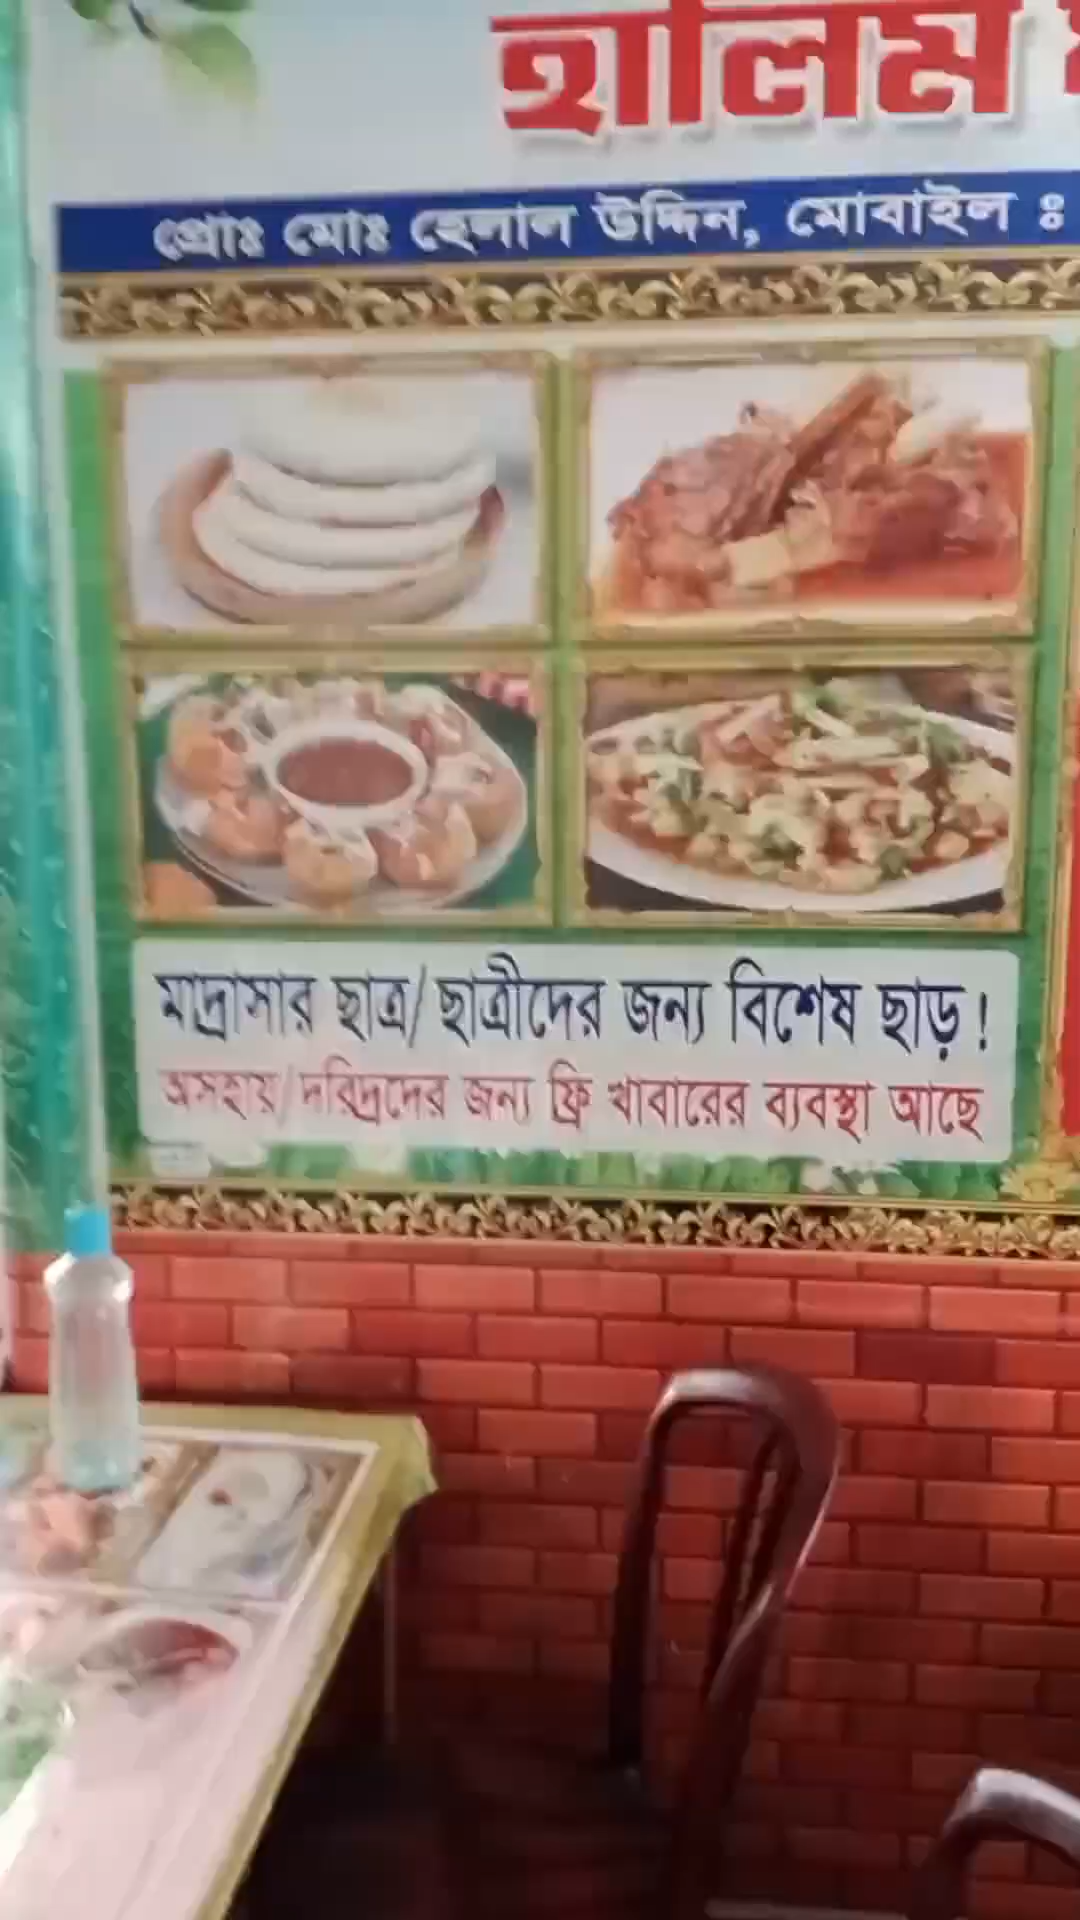 হালিম
প্রোঃ মোঃ হেলাল উদ্দিন, মোবাইল ঃ
মাদ্রাসার ছাত্র/ছাত্রীদের জন্য বিশেষ ছাড়!
অসহায়/দরিদ্রদের জন্য ফ্রি খাবারের ব্যবস্থা আছে